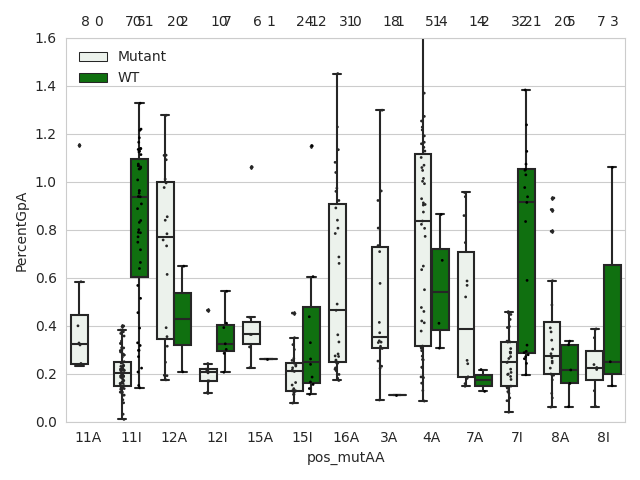 8 0 70 51 20 2 10 7 6 1 24 12 31 0 18 1 51 4 14 2 32 21 20 5 7 3
1.6
Mutant
WT
1.4
1.2
1.0
0.8
0.6
0.4
0.2
0.0
PercentGpA
11A 11I 12A 12I 15A 15I 16A 3A 4A 7A 7I 8A 8I
pos_mutAA